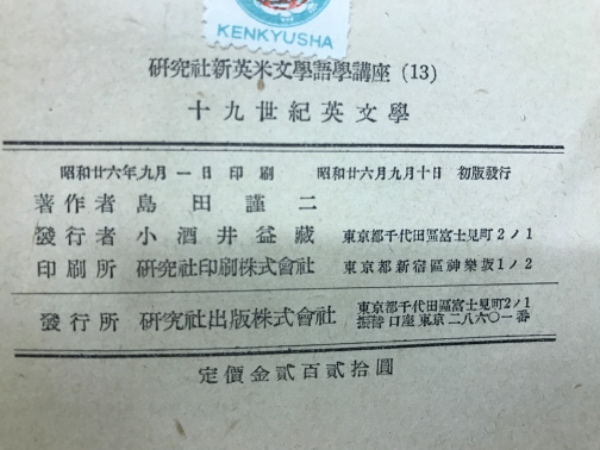 KENKYUSHA
硏究社新英米文學語學講座 (13)
十九世紀英文學
昭和廿六年九月一日 印刷 昭和廿六月九月十日 初版發行
著作者 島田謹二
發行者 小酒井益藏 東京都千代田區富士見町2ノ1
印刷所 硏究社印刷株式會社 東京都新宿區神樂坂1ノ2
發行所 硏究社出版株式會社 東京都千代田區富士見町2ノ1
振替口座東京二八六〇一番
定價金貳百貳拾圓